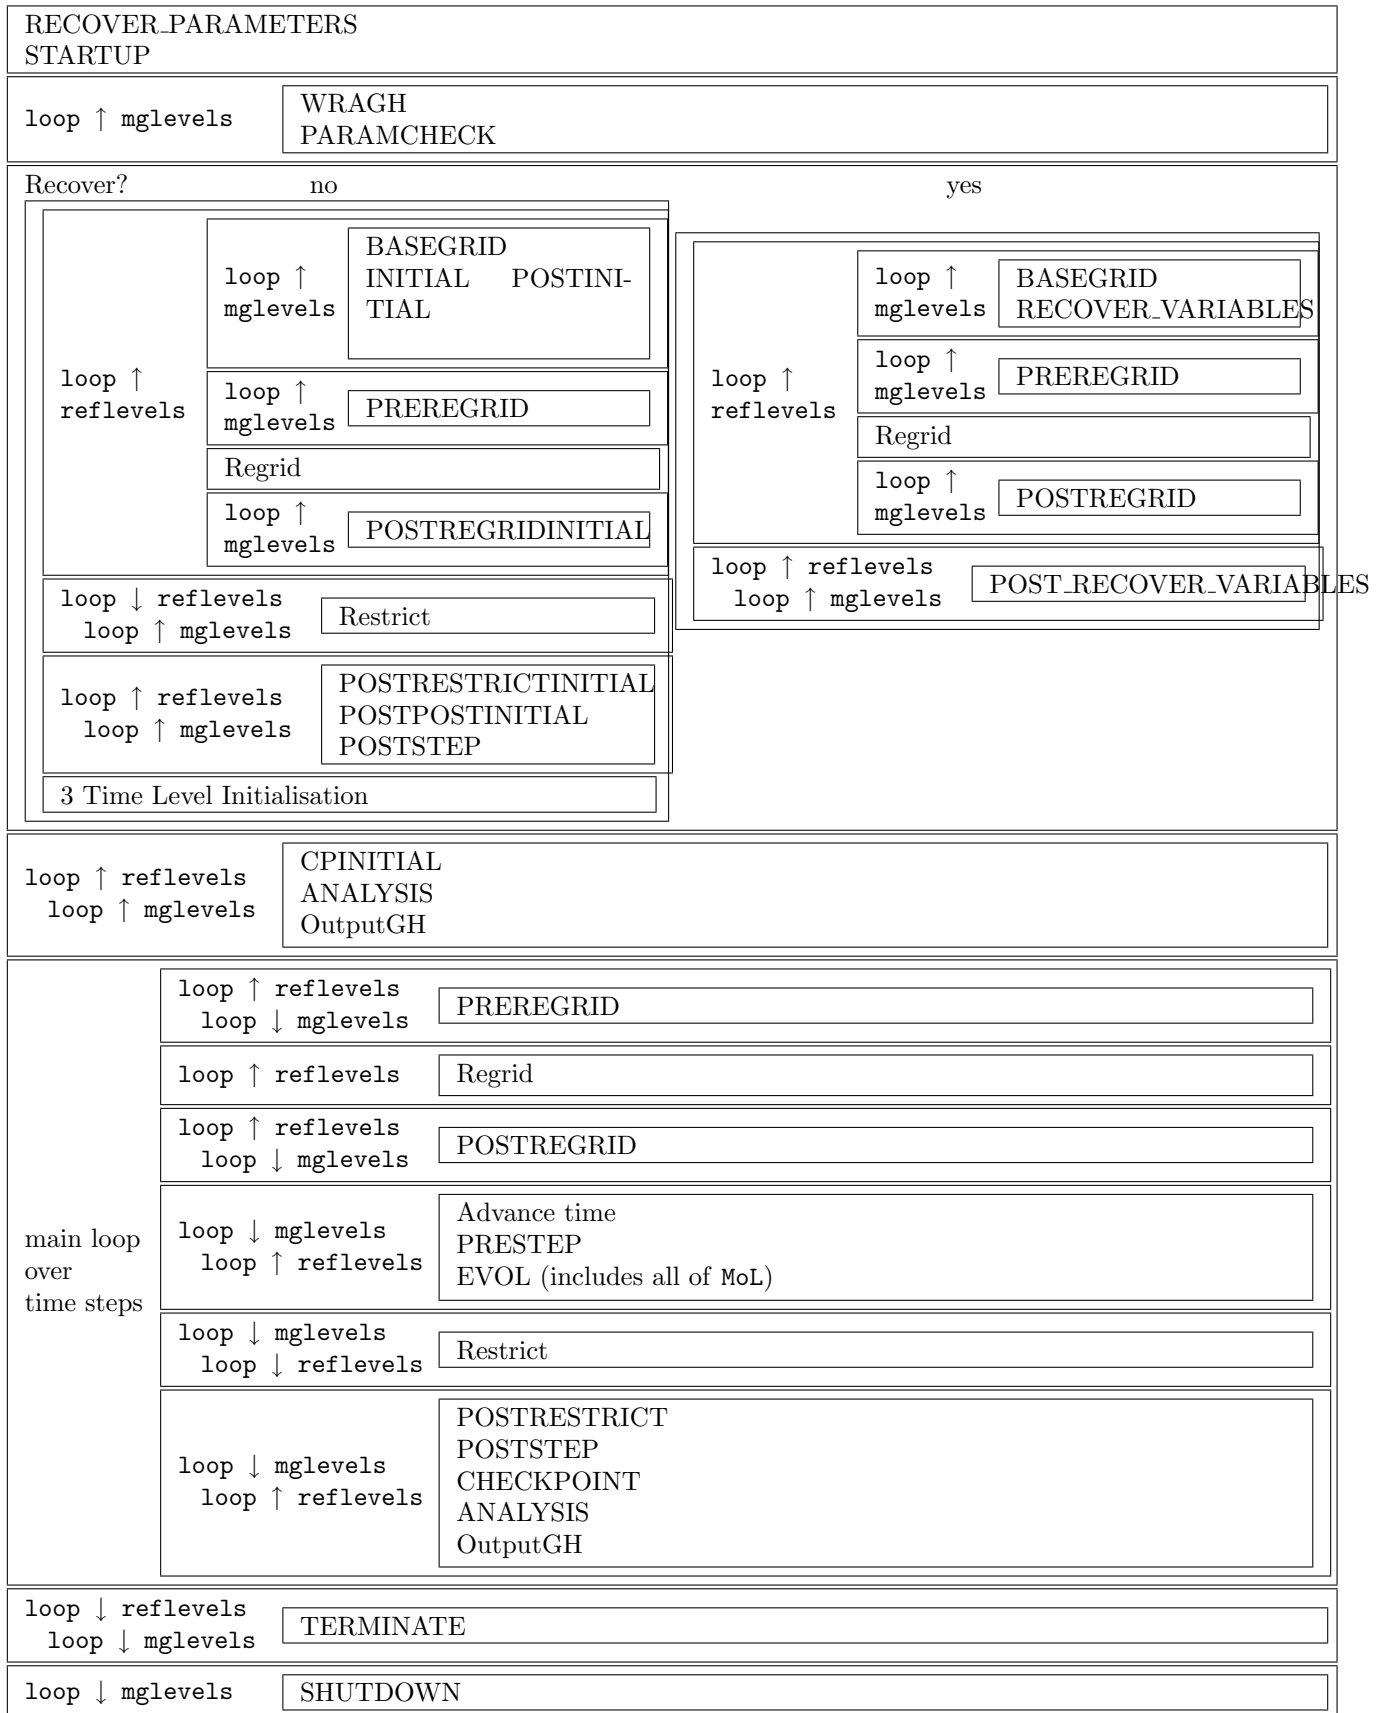 RECOVER_PARAMETERS
STARTUP
loop ↑ mglevels
WRAGH
PARAMCHECK
Recover?
no
yes
loop ↑
reflevels
loop ↑
mglevels
BASEGRID
INITIAL POSTINI-
TIAL
loop ↑
mglevels
PREREGRID
Regrid
loop ↑
mglevels
POSTREGRIDINITIAL
loop ↓ reflevels
loop ↑ mglevels
Restrict
loop ↑ reflevels
loop ↑ mglevels
POSTRESTRICTINITIAL
POSTPOSTINITIAL
POSTSTEP
3 Time Level Initialisation
loop ↑
reflevels
loop ↑
mglevels
BASEGRID
RECOVER_VARIABLES
loop ↑
mglevels
PREREGRID
Regrid
loop ↑
mglevels
POSTREGRID
loop ↑ reflevels
loop ↑ mglevels
POST_RECOVER_VARIABLES
loop ↑ reflevels
loop ↑ mglevels
CPINITIAL
ANALYSIS
OutputGH
main loop
over
time steps
loop ↑ reflevels
loop ↓ mglevels
PREREGRID
loop ↑ reflevels
Regrid
loop ↑ reflevels
loop ↓ mglevels
POSTREGRID
loop ↓ mglevels
loop ↑ reflevels
Advance time
PRESTEP
EVOL (includes all of MoL)
loop ↓ mglevels
loop ↓ reflevels
Restrict
loop ↓ mglevels
loop ↑ reflevels
POSTRESTRICT
POSTSTEP
CHECKPOINT
ANALYSIS
OutputGH
loop ↓ reflevels
loop ↓ mglevels
TERMINATE
loop ↓ mglevels
SHUTDOWN